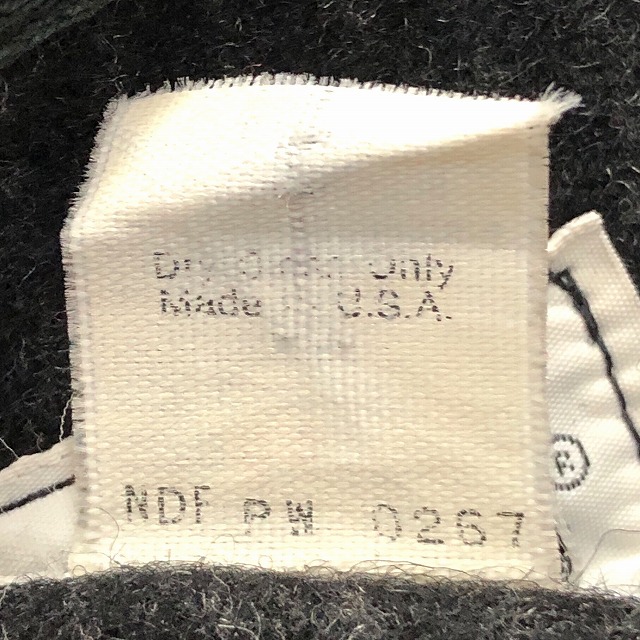 Dry Clean Only
Made in U.S.A.
NDF PW 0267
®